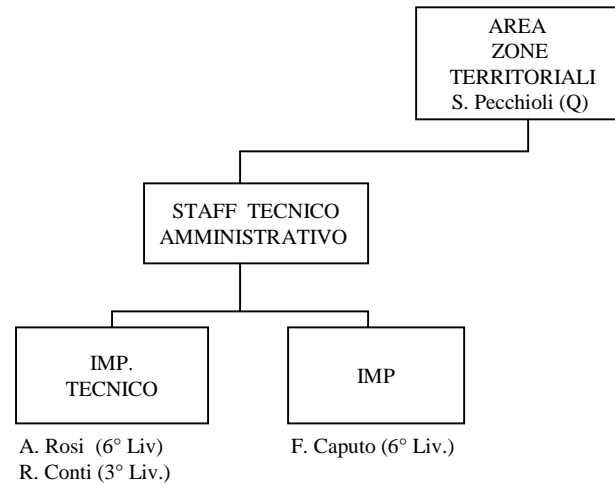 AREA
ZONE
TERRITORIALI
S. Pecchioli (Q)
STAFF TECNICO
AMMINISTRATIVO
IMP.
TECNICO
IMP
A. Rosi (6° Liv)
R. Conti (3° Liv.)
F. Caputo (6° Liv.)